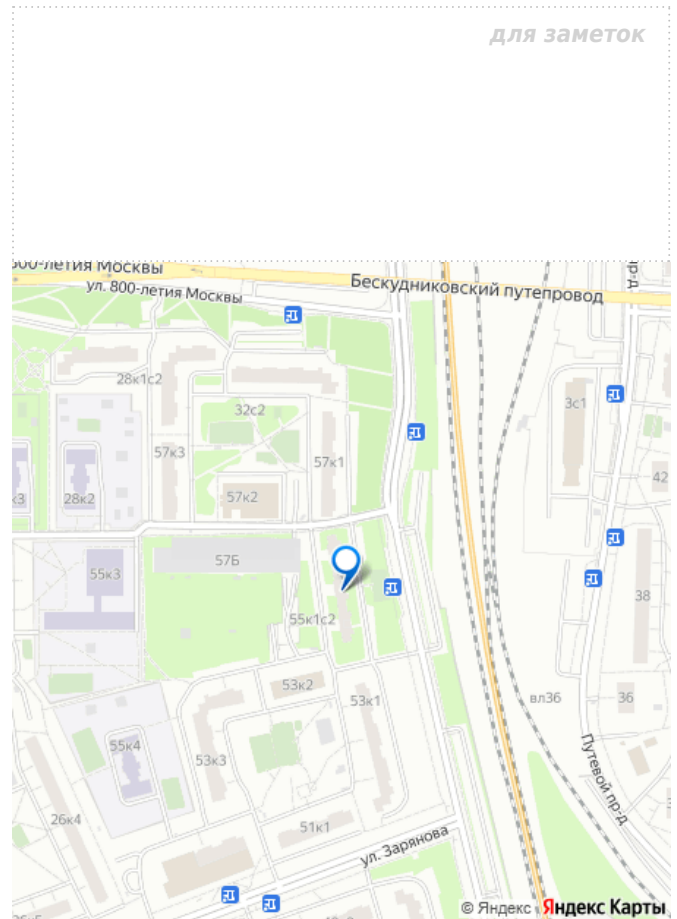 для заметок
800-летия Москвы
ул. 800-летия Москвы
Бескудниковский путепровод
пр-д
28к1с2
32с2
3с1
57к3
57к1
42
к3
28к2
57к2
57Б
55к3
38
55к1с2
53к2
53к1
вл36
36
55к4
53к3
Путевой пр-д
26к4
51к1
ул. Зарянова
© Яндекс Яндекс Карты